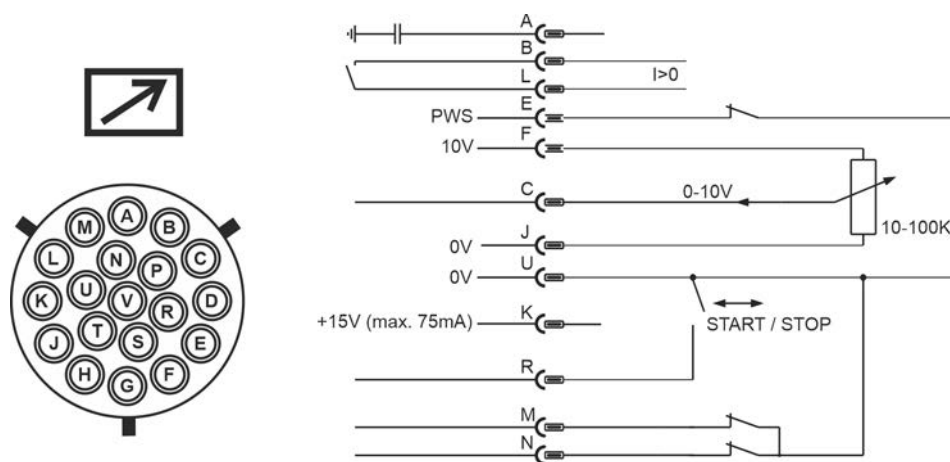 A
B
C
D
E
F
G
H
J
K
L
M
N
P
R
S
T
U
V
A
B
L
I>0
PWS E
10V F
C 0-10V
10-100K
0V J
0V U
+15V (max. 75mA) K
START / STOP
R
M
N